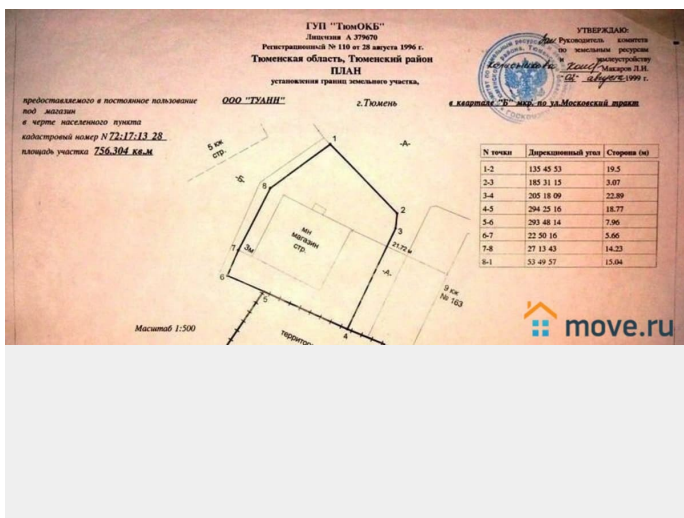 ГУП "ТюмОКБ"
Лицензия А 379670
Регистрационный № 110 от 28 августа 1996 г.
Тюменская область, Тюменский район
ПЛАН
установления границ земельного участка,
УТВЕРЖДАЮ:
Руководитель комитета
по земельным ресурсам
и землеустройству
Макаров Л.И.
августа 1999 г.
предоставляемого в постоянное пользование
под магазин
в черте населенного пункта
кадастровый номер N 72:17:13 28
площадь участка 756.304 кв.м
ООО "ТУАНН"
г.Тюмень
в квартале "Б" мкр. по ул.Московский тракт
N точки Дирекционный угол Сторона (м)
1-2 135 45 53 19.5
2-3 185 31 15 3.07
3-4 205 18 09 22.89
4-5 294 25 16 18.77
5-6 293 48 14 7.96
6-7 22 50 16 5.66
7-8 27 13 43 14.23
8-1 53 49 57 15.04
5 кж
стр.
1
-А-
-Б-
8
2
3
мн
магазин
стр.
21.72 м
7
3м
-А-
6
5
9 кж
№ 163
4
территор
Масштаб 1:500
move.ru